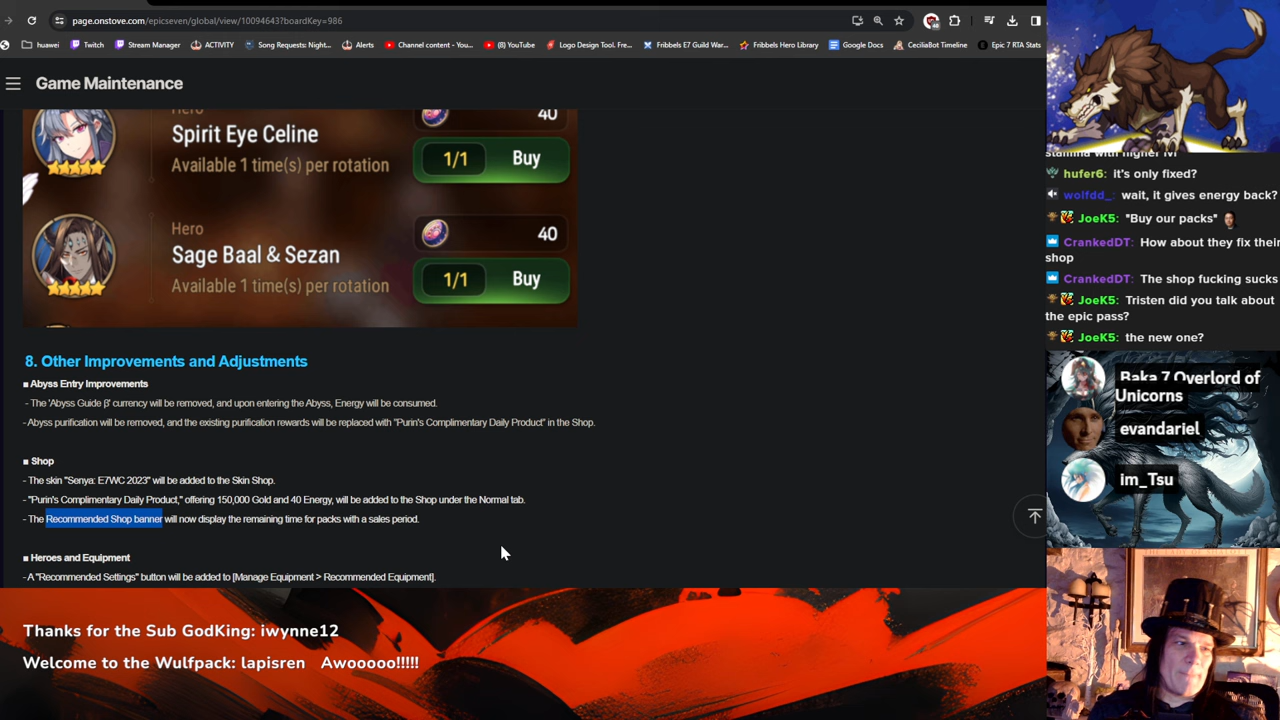 page.onstove.com/epicseven/global/view/10094643?boardKey=986
huawei Twitch Stream Manager ACTIVITY Song Requests: Night... Alerts Channel content - You... (8) YouTube Logo Design Tool. Fre... Fribbels E7 Guild War... Fribbels Hero Library Google Docs CeciliaBot Timeline Epic 7 RTA Stats
Game Maintenance
Hero
40
Spirit Eye Celine
Available 1 time(s) per rotation
1/1 Buy
Hero
40
Sage Baal & Sezan
Available 1 time(s) per rotation
1/1 Buy
8. Other Improvements and Adjustments
■ Abyss Entry Improvements
- The 'Abyss Guide β' currency will be removed, and upon entering the Abyss, Energy will be consumed.
- Abyss purification will be removed, and the existing purification rewards will be replaced with "Purin's Complimentary Daily Product" in the Shop.
■ Shop
- The skin "Senya: E7WC 2023" will be added to the Skin Shop.
- "Purin's Complimentary Daily Product," offering 150,000 Gold and 40 Energy, will be added to the Shop under the Normal tab.
- The Recommended Shop banner will now display the remaining time for packs with a sales period.
■ Heroes and Equipment
- A "Recommended Settings" button will be added to [Manage Equipment > Recommended Equipment].
Thanks for the Sub GodKing: iwynne12
Welcome to the Wulfpack: lapisren Awooooo!!!!!
stamina with higher lvl
hufer6: it's only fixed?
wolfdd_: wait, it gives energy back?
JoeK5: "Buy our packs"
CrankedDT: How about they fix their
shop
CrankedDT: The shop fucking sucks
JoeK5: Tristen did you talk about
the epic pass?
JoeK5: the new one?
Baka 7 Overlord of
Unicorns
evandariel
im_Tsu